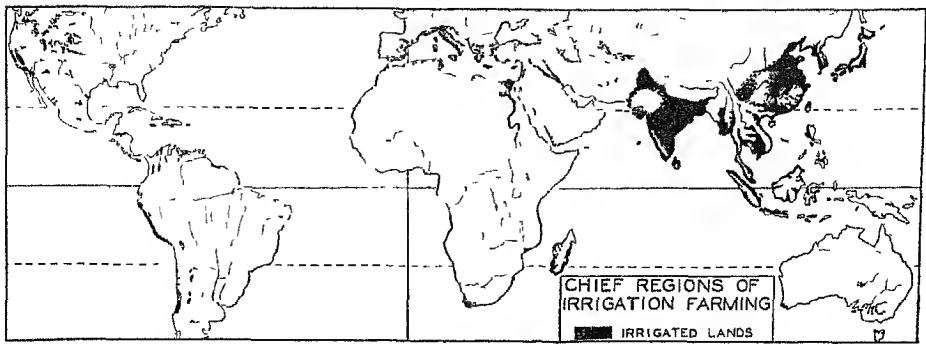 CHIEF REGIONS OF
IRRIGATION FARMING
IRRIGATED LANDS